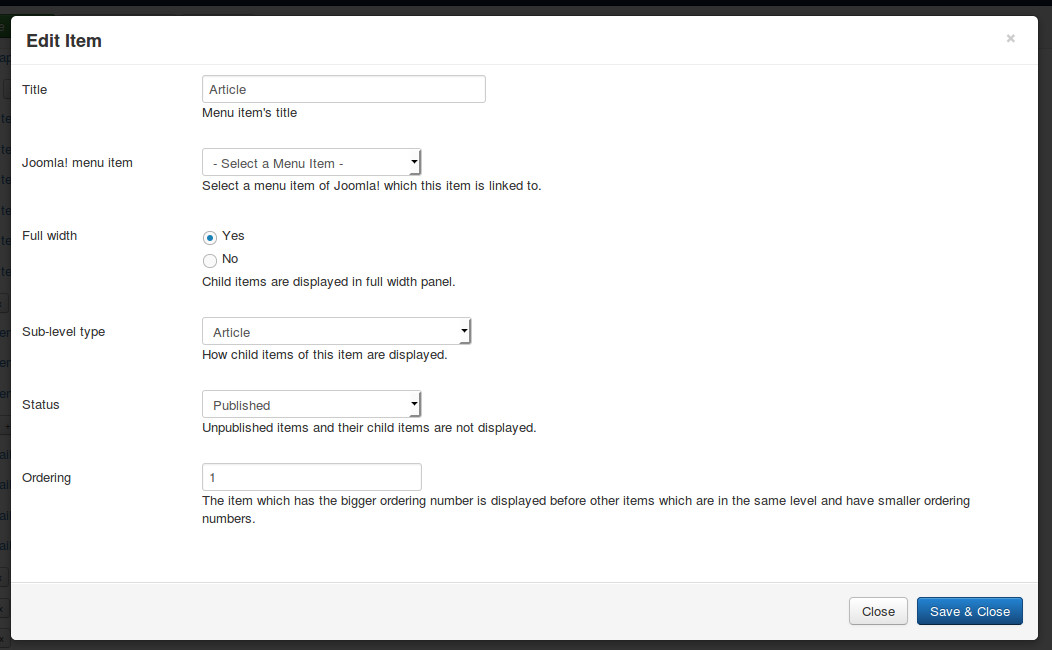 Edit Item
×
Title
Article
Menu item's title
Joomla! menu item
- Select a Menu Item -
Select a menu item of Joomla! which this item is linked to.
Full width
Yes
No
Child items are displayed in full width panel.
Sub-level type
Article
How child items of this item are displayed.
Status
Published
Unpublished items and their child items are not displayed.
Ordering
1
The item which has the bigger ordering number is displayed before other items which are in the same level and have smaller ordering
numbers.
Close
Save & Close